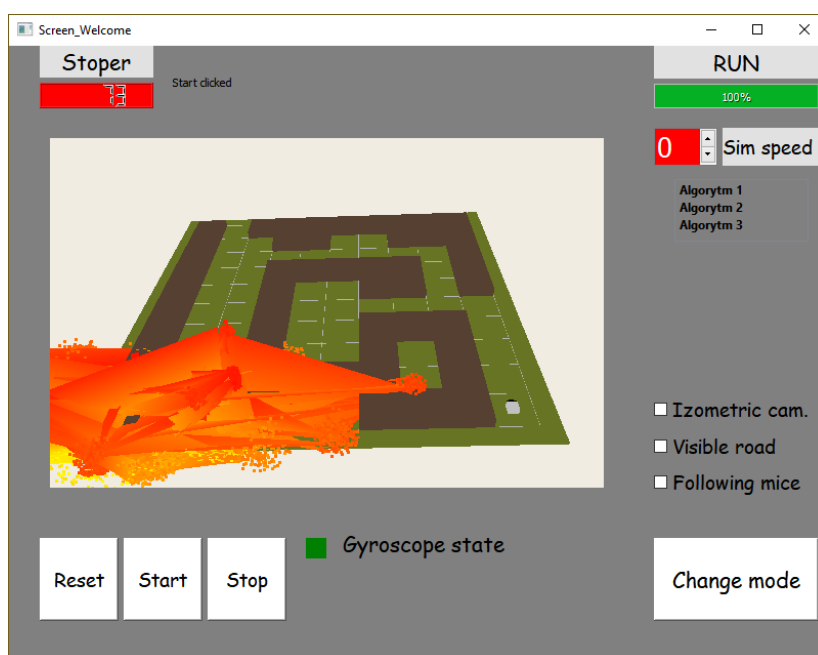 Screen_Welcome
Stoper
RUN
73
Start clicked
100%
0
Sim speed
Algorytm 1
Algorytm 2
Algorytm 3
Izometric cam.
Visible road
Following mice
Gyroscope state
Reset
Start
Stop
Change mode